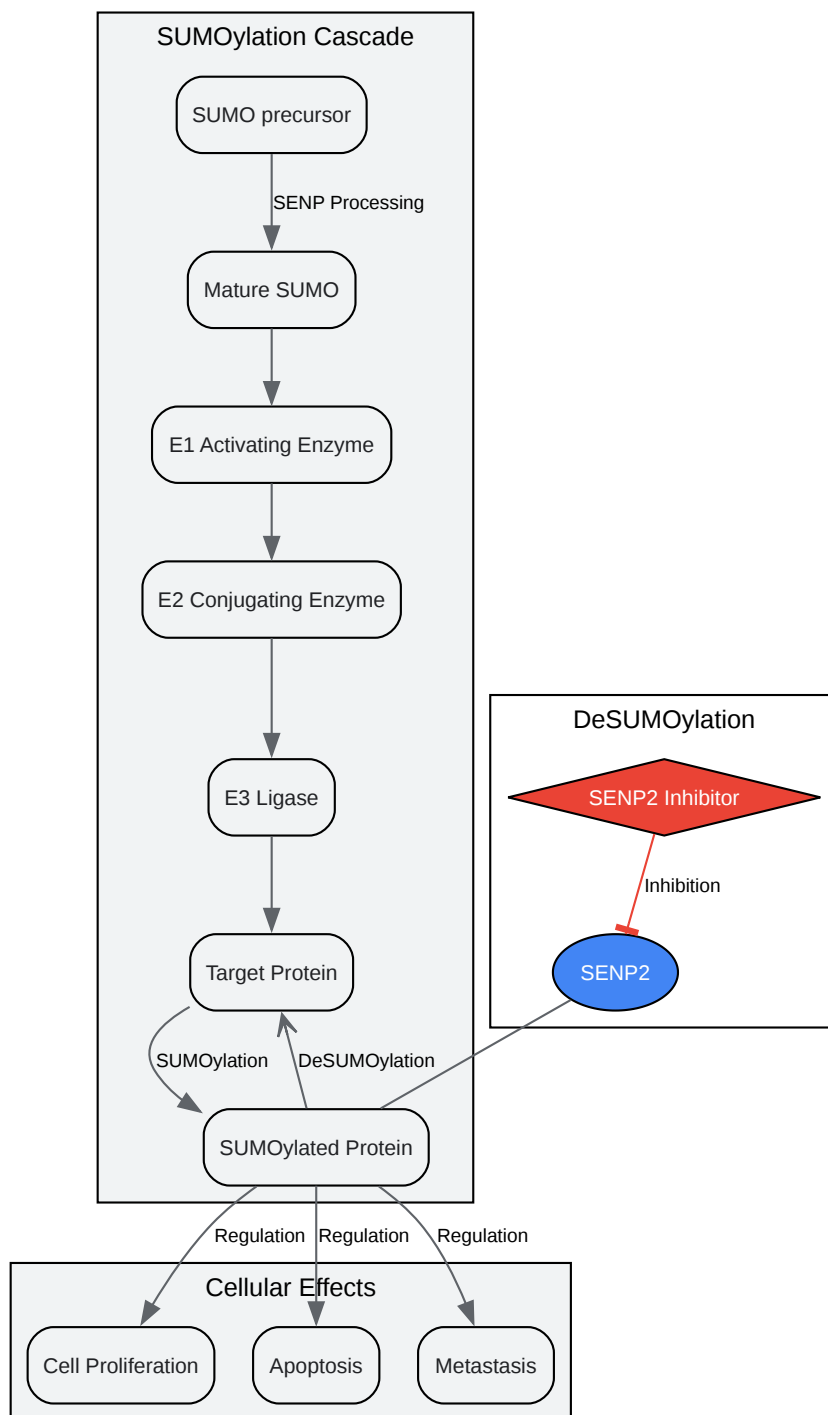 SUMOylation Cascade
SUMO precursor
SENP Processing
Mature SUMO
E1 Activating Enzyme
E2 Conjugating Enzyme
E3 Ligase
Target Protein
SUMOylation
DeSUMOylation
SUMOylated Protein
DeSUMOylation
SENP2 Inhibitor
Inhibition
SENP2
Regulation
Regulation
Regulation
Cellular Effects
Cell Proliferation
Apoptosis
Metastasis